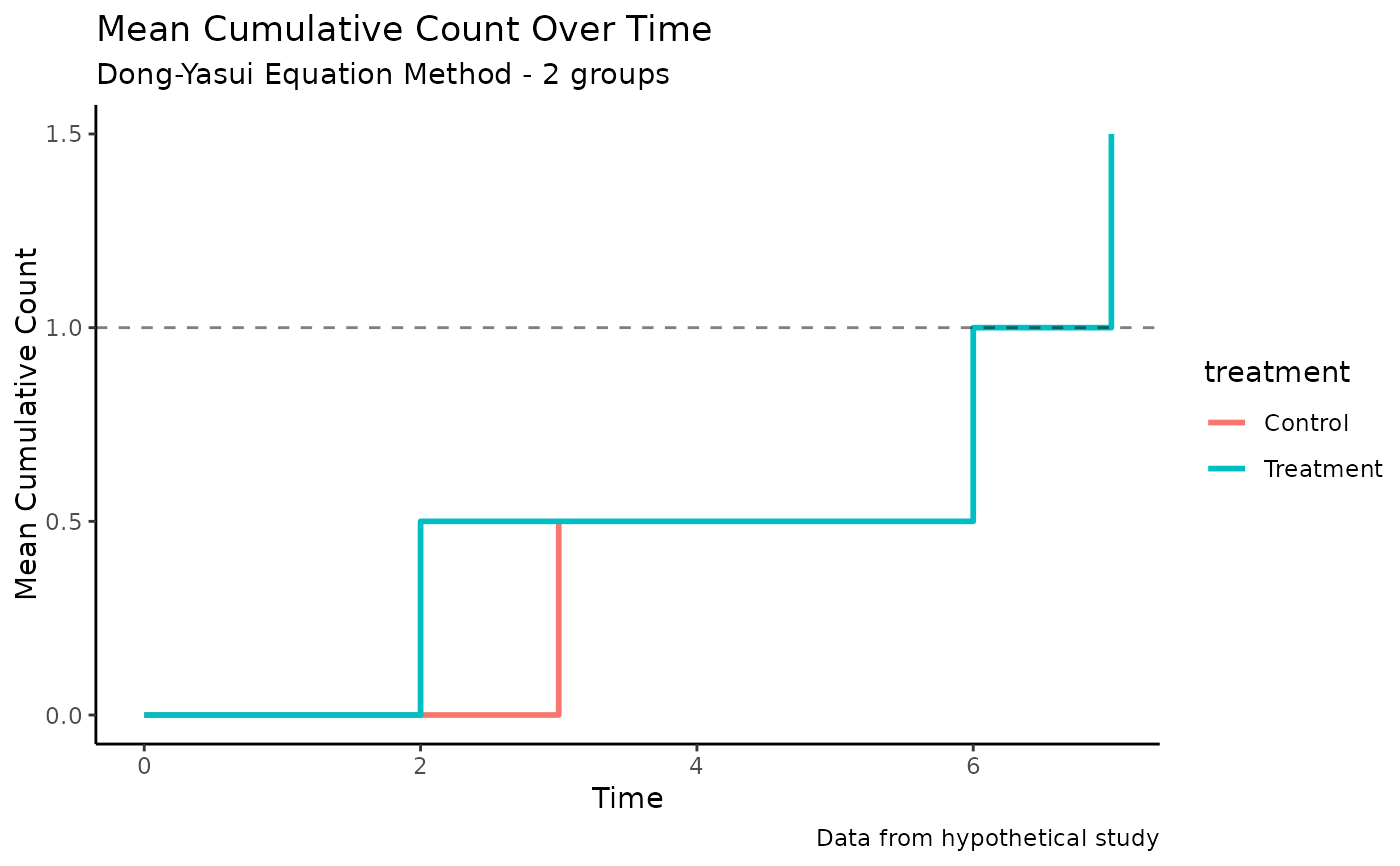 Mean Cumulative Count Over Time
Dong-Yasui Equation Method - 2 groups
Mean Cumulative Count
1.5
1.0
0.5
0.0
0 2 4 6
Time
treatment
Control
Treatment
Data from hypothetical study